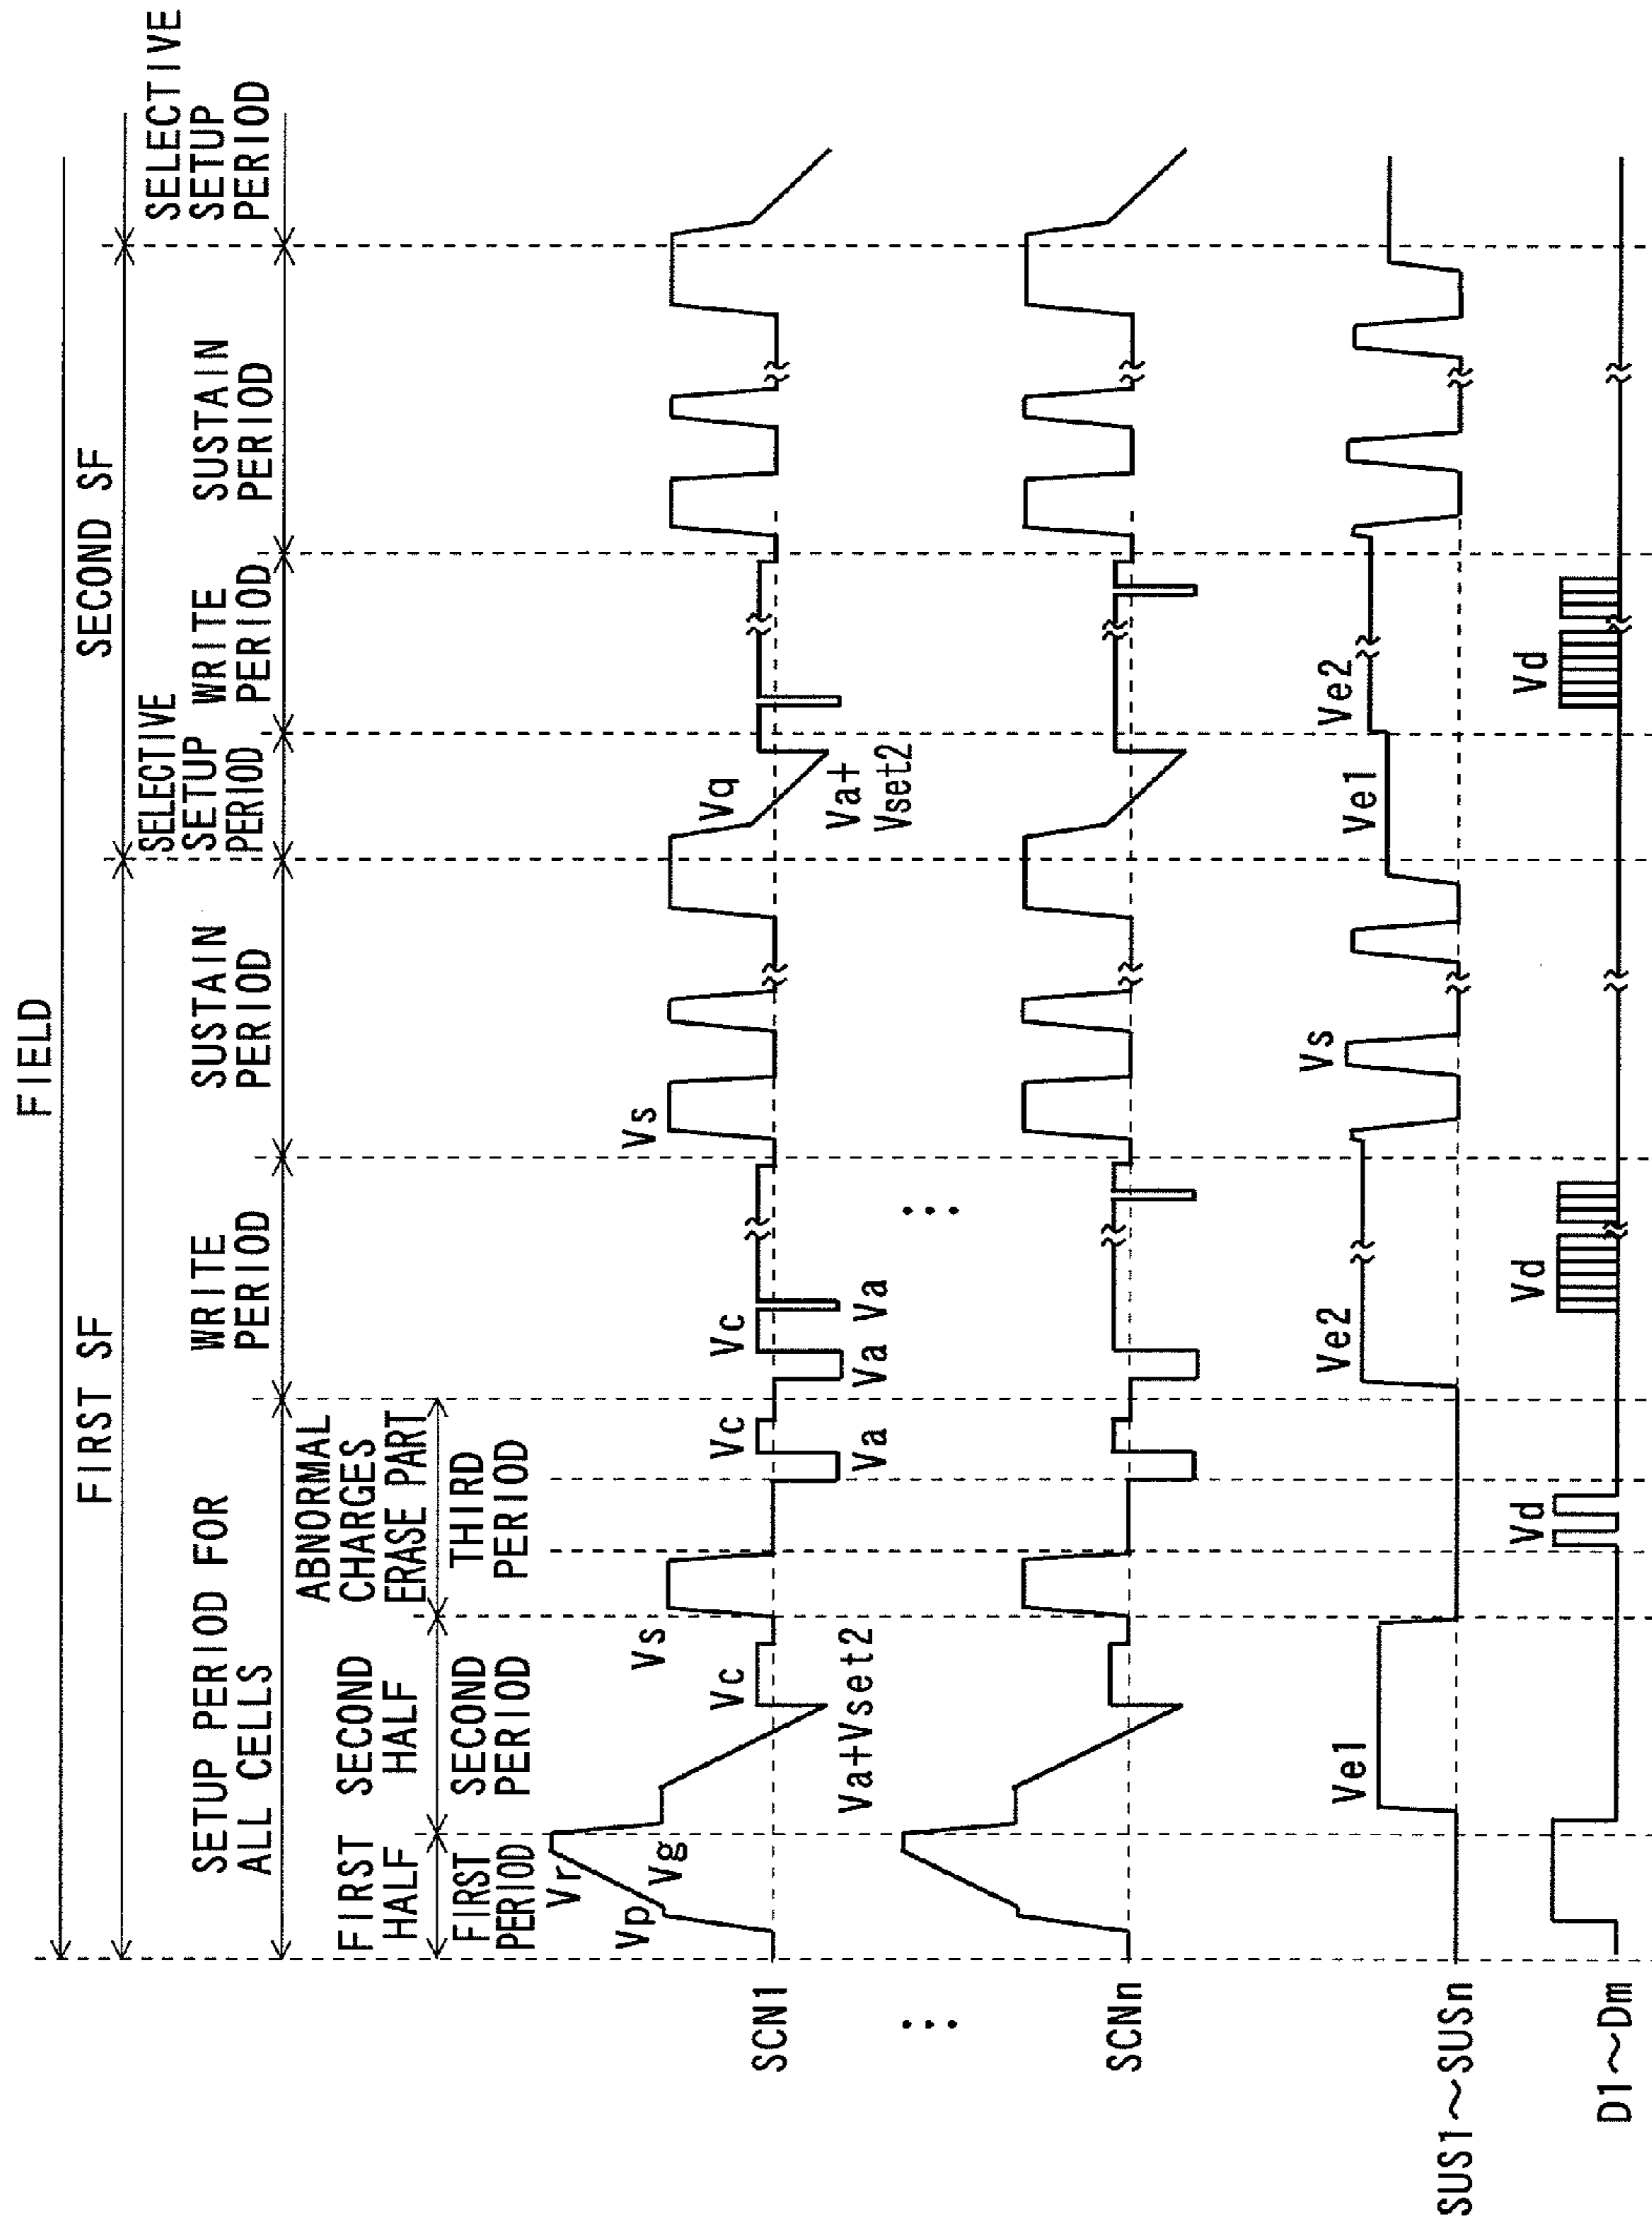 FIELD
FIRST SF
SECOND SF
SETUP PERIOD FOR
ALL CELLS
WRITE
PERIOD
SUSTAIN
PERIOD
SELECTIVE
SETUP
PERIOD
WRITE
PERIOD
SUSTAIN
PERIOD
SELECTIVE
SETUP
PERIOD
FIRST
HALF
SECOND
HALF
ABNORMAL
CHARGES
ERASE PART
FIRST
PERIOD
SECOND
PERIOD
THIRD
PERIOD
SCN1
Vp
Vr
Vg
Va+Vset2
Vc
Vs
Va
Vc
Va
Vc
Va
Vs
Vq
Va+
Vset2
⋮
⋮
SCNn
SUS1~SUSn
Ve1
Ve2
Vs
Ve1
Ve2
D1~Dm
Vd
Vd
Vd